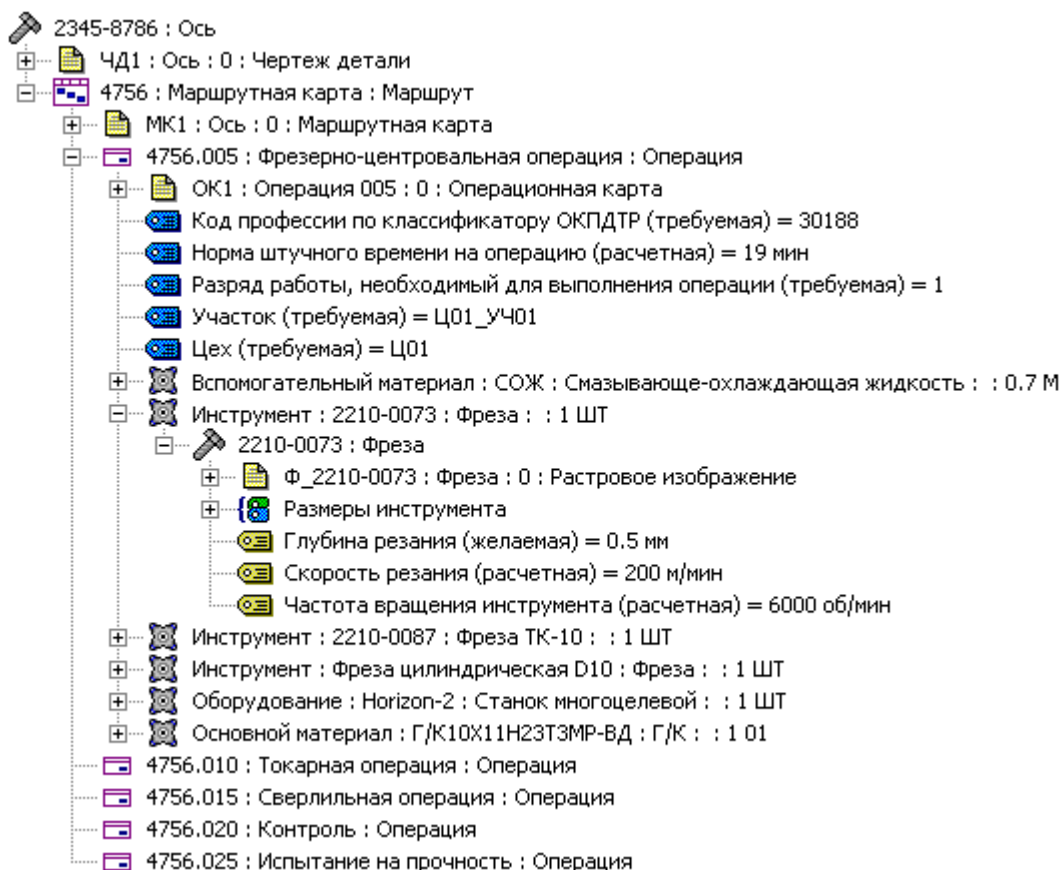 2345-8786 : Ось
ЧД1 : Ось : 0 : Чертеж детали
4756 : Маршрутная карта : Маршрут
МК1 : Ось : 0 : Маршрутная карта
4756.005 : Фрезерно-центровальная операция : Операция
ОК1 : Операция 005 : 0 : Операционная карта
Код профессии по классификатору ОКПДТР (требуемая) = 30188
Норма штучного времени на операцию (расчетная) = 19 мин
Разряд работы, необходимый для выполнения операции (требуемая) = 1
Участок (требуемая) = Ц01_УЧ01
Цех (требуемая) = Ц01
Вспомогательный материал : СОЖ : Смазывающе-охлаждающая жидкость : : 0.7 М
Инструмент : 2210-0073 : Фреза : : 1 ШТ
2210-0073 : Фреза
Ф_2210-0073 : Фреза : 0 : Растровое изображение
Размеры инструмента
Глубина резания (желаемая) = 0.5 мм
Скорость резания (расчетная) = 200 м/мин
Частота вращения инструмента (расчетная) = 6000 об/мин
Инструмент : 2210-0087 : Фреза ТК-10 : : 1 ШТ
Инструмент : Фреза цилиндрическая D10 : Фреза : : 1 ШТ
Оборудование : Horizon-2 : Станок многоцелевой : : 1 ШТ
Основной материал : Г/К10Х11Н23Т3МР-ВД : Г/К : : 1 01
4756.010 : Токарная операция : Операция
4756.015 : Сверлильная операция : Операция
4756.020 : Контроль : Операция
4756.025 : Испытание на прочность : Операция